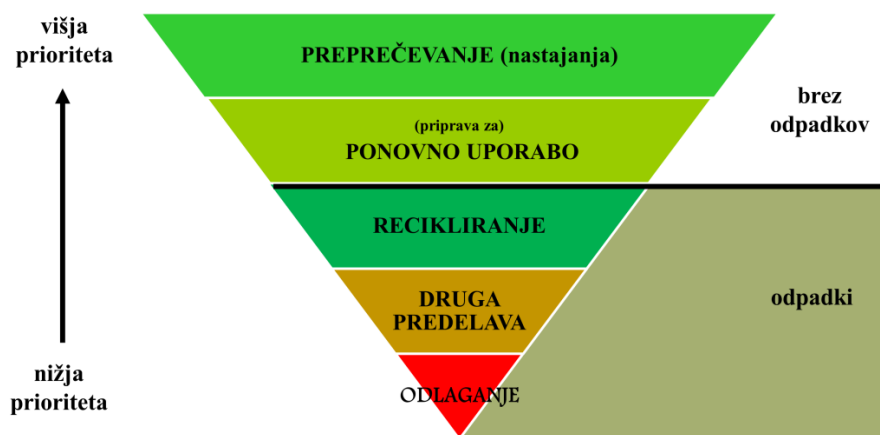 višja
prioriteta
PREPREČEVANJE (nastajanja)
brez
odpadkov
(priprava za)
PONOVNO UPORABO
RECIKLIRANJE
DRUGA
PREDELAVA
odpadki
nižja
prioriteta
ODLAGANJE